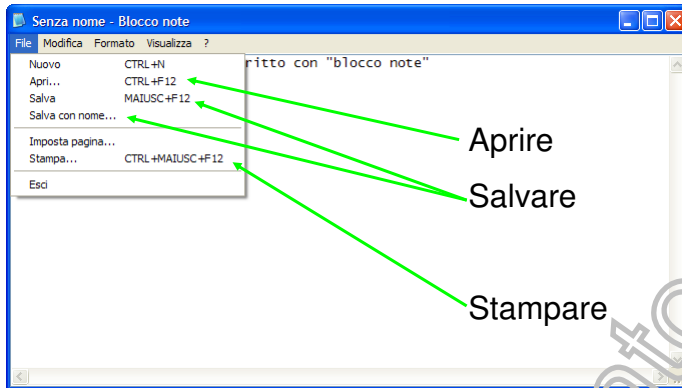 Senza nome - Blocco note
File Modifica Formato Visualizza ?
Nuovo CTRL+N
ritto con "blocco note"
Apri... CTRL+F12
Salva MAIUSC+F12
Salva con nome...
Imposta pagina...
Stampa... CTRL+MAIUSC+F12
Esci
Aprire
Salvare
Stampare